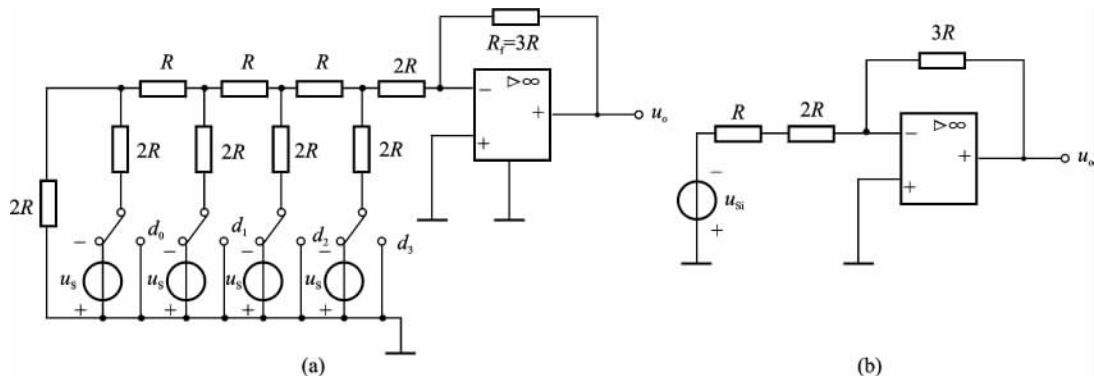 R_f=3R
R
R
R
2R
▷∞
−
+
+
u_o
2R
2R
2R
2R
2R
− d_0 − d_1 − d_2 − d_3
u_S u_S u_S u_S
+ + + +
(a)
3R
R
2R
▷∞
−
+
+
u_o
−
u_Si
+
(b)